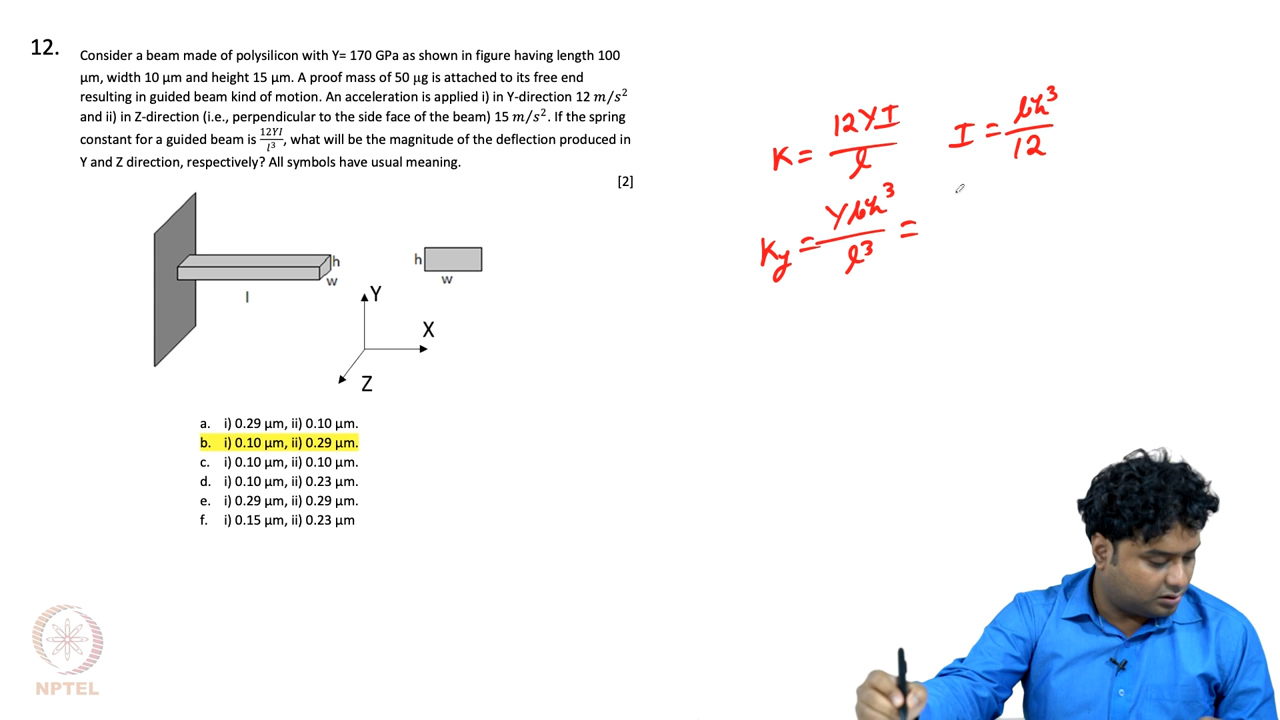 12.
Consider a beam made of polysilicon with Y= 170 GPa as shown in figure having length 100
µm, width 10 µm and height 15 µm. A proof mass of 50 µg is attached to its free end
resulting in guided beam kind of motion. An acceleration is applied i) in Y-direction 12 m/s²
and ii) in Z-direction (i.e., perpendicular to the side face of the beam) 15 m/s². If the spring
constant for a guided beam is 12YI/l³, what will be the magnitude of the deflection produced in
Y and Z direction, respectively? All symbols have usual meaning.
[2]
h
w
l
h
w
Y
X
Z
a. i) 0.29 µm, ii) 0.10 µm.
b. i) 0.10 µm, ii) 0.29 µm.
c. i) 0.10 µm, ii) 0.10 µm.
d. i) 0.10 µm, ii) 0.23 µm.
e. i) 0.29 µm, ii) 0.29 µm.
f. i) 0.15 µm, ii) 0.23 µm
K = 12YI/l
I = bh³/12
Ky = Ybh³/l³ =
NPTEL